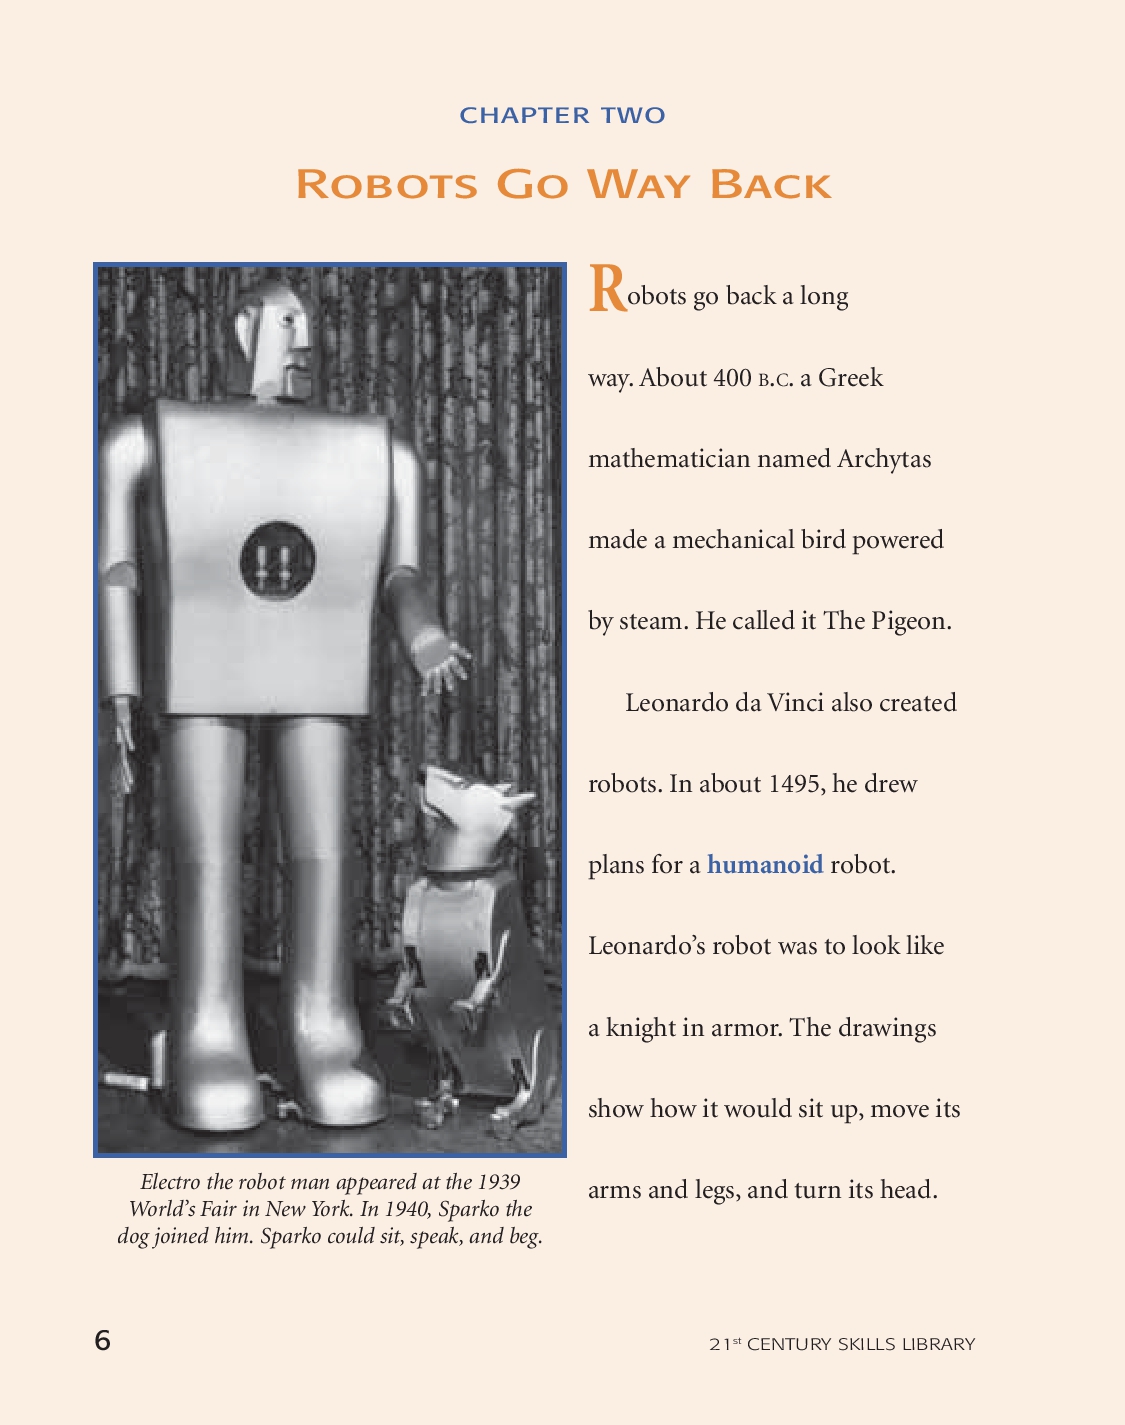 CHAPTER TWO
ROBOTS GO WAY BACK
Robots go back a long
way. About 400 B.C. a Greek
mathematician named Archytas
made a mechanical bird powered
by steam. He called it The Pigeon.
Leonardo da Vinci also created
robots. In about 1495, he drew
plans for a humanoid robot.
Leonardo’s robot was to look like
a knight in armor. The drawings
show how it would sit up, move its
arms and legs, and turn its head.
Electro the robot man appeared at the 1939
World’s Fair in New York. In 1940, Sparko the
dog joined him. Sparko could sit, speak, and beg.
6
21st CENTURY SKILLS LIBRARY